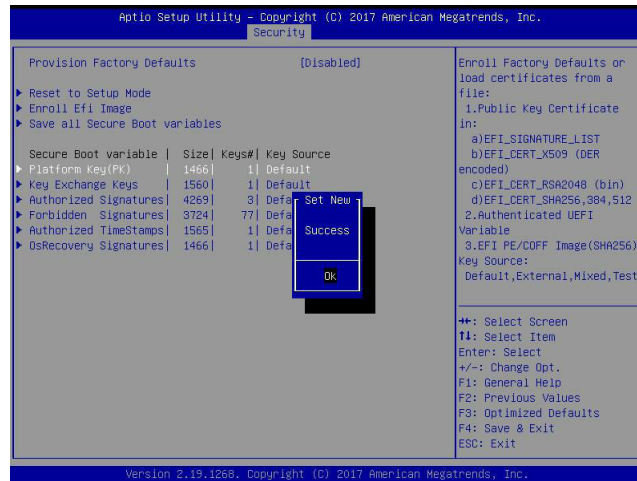 Aptio Setup Utility – Copyright (C) 2017 American Megatrends, Inc.
Security
Provision Factory Defaults [Disabled]
▶ Reset to Setup Mode
▶ Enroll Efi Image
▶ Save all Secure Boot variables
Secure Boot variable | Size| Keys#| Key Source
▶ Platform Key(PK) | 1466| 1| Default
▶ Key Exchange Keys | 1560| 1| Default
▶ Authorized Signatures| 4269| 3| Defa
▶ Forbidden Signatures| 3724| 77| Defa
▶ Authorized TimeStamps| 1565| 1| Defa
▶ OsRecovery Signatures| 1466| 1| Defa
Set New
Success
Ok
Enroll Factory Defaults or
load certificates from a
file:
1.Public Key Certificate
in:
a)EFI_SIGNATURE_LIST
b)EFI_CERT_X509 (DER
encoded)
c)EFI_CERT_RSA2048 (bin)
d)EFI_CERT_SHA256,384,512
2.Authenticated UEFI
Variable
3.EFI PE/COFF Image(SHA256)
Key Source:
Default,External,Mixed,Test
→←: Select Screen
↑↓: Select Item
Enter: Select
+/-: Change Opt.
F1: General Help
F2: Previous Values
F3: Optimized Defaults
F4: Save & Exit
ESC: Exit
Version 2.19.1268. Copyright (C) 2017 American Megatrends, Inc.